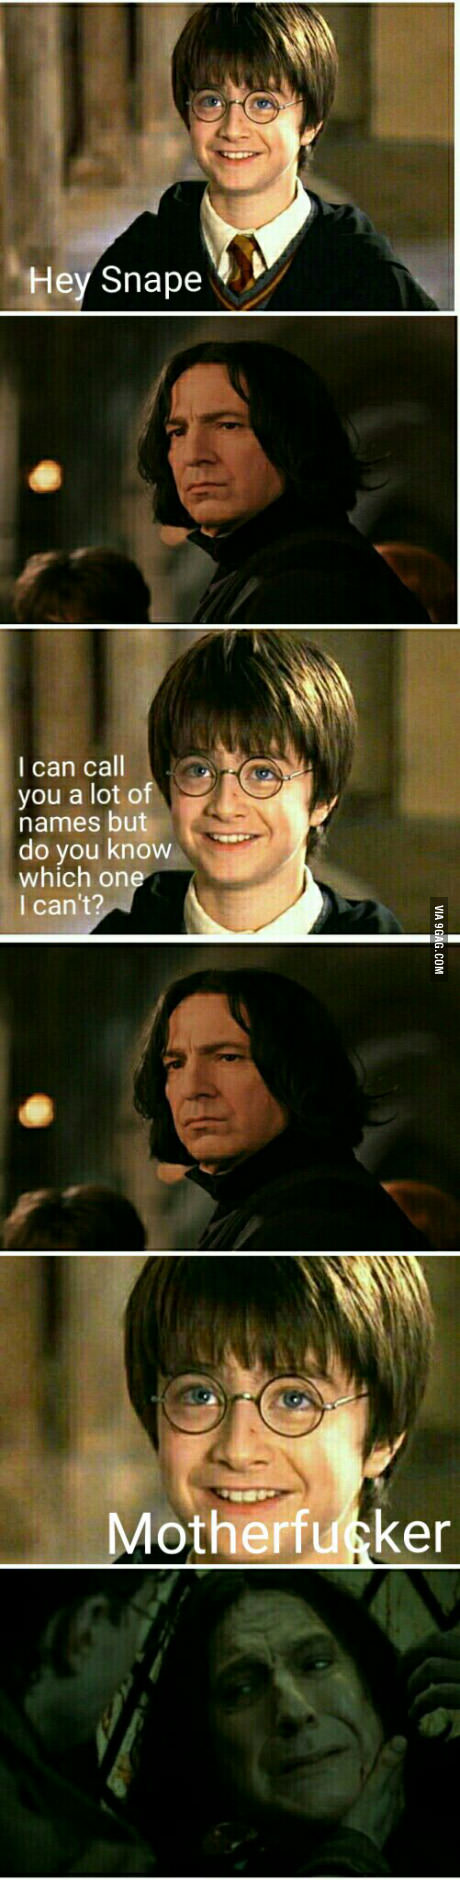 Hey Snape
I can call
you a lot of
names but
do you know
which one
I can't?
VIA 9GAG.COM
Motherfucker